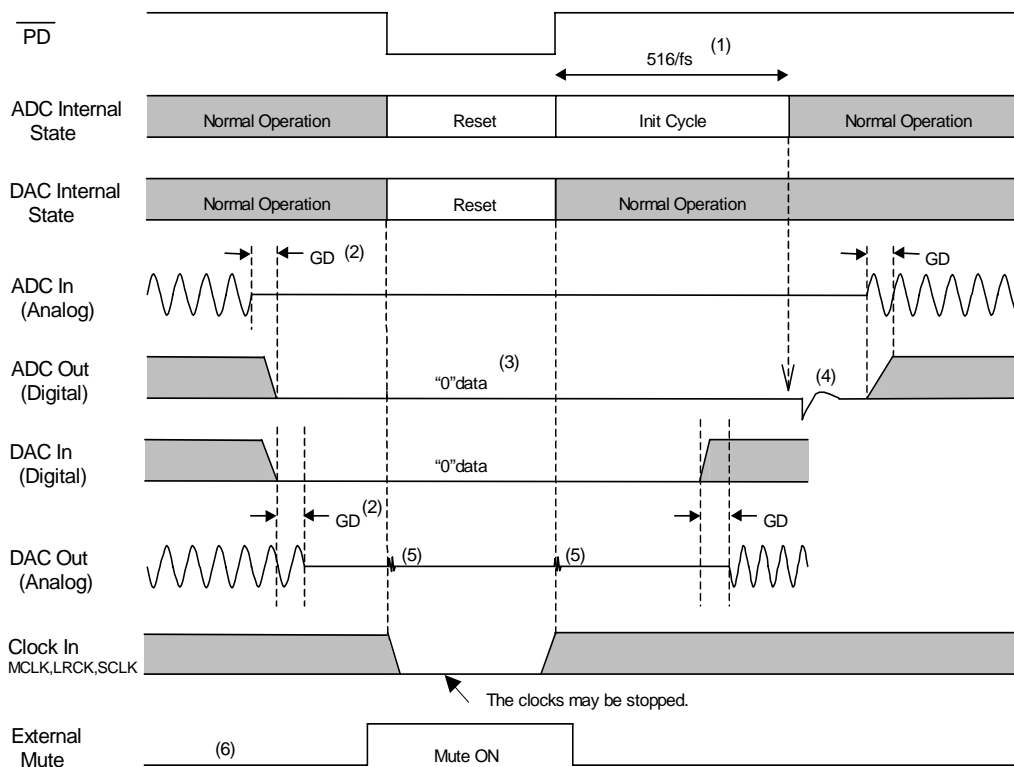 PD
516/fs (1)
ADC Internal
State
Normal Operation
Reset
Init Cycle
Normal Operation
DAC Internal
State
Normal Operation
Reset
Normal Operation
GD (2)
GD
ADC In
(Analog)
ADC Out
(Digital)
“0”data
(3)
(4)
DAC In
(Digital)
“0”data
GD (2)
GD
DAC Out
(Analog)
(5)
(5)
Clock In
MCLK,LRCK,SCLK
The clocks may be stopped.
External
Mute
(6)
Mute ON